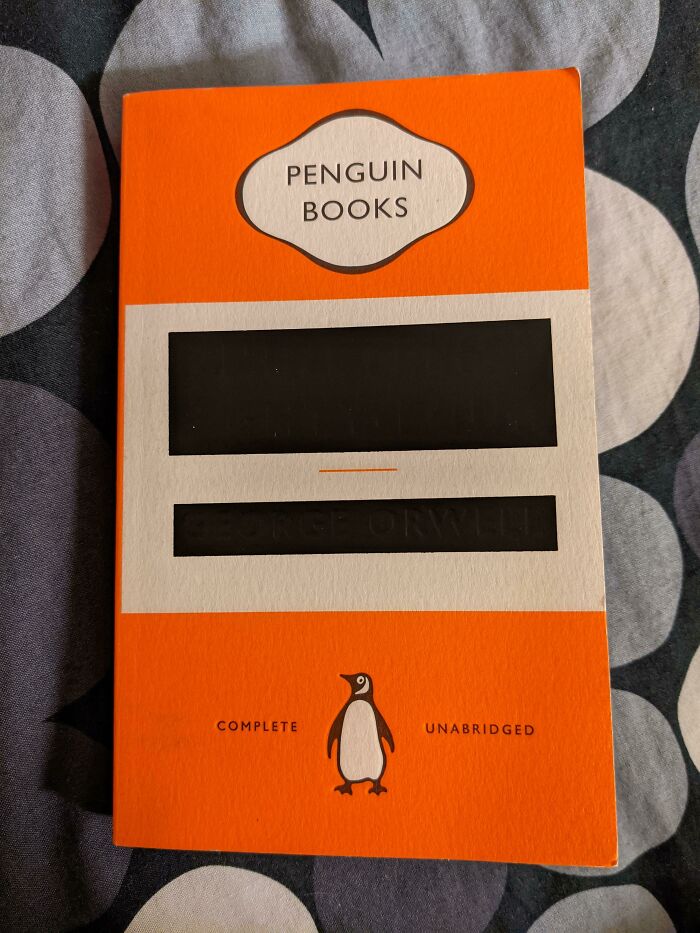 PENGUIN
BOOKS
GEORGE ORWELL
COMPLETE
UNABRIDGED